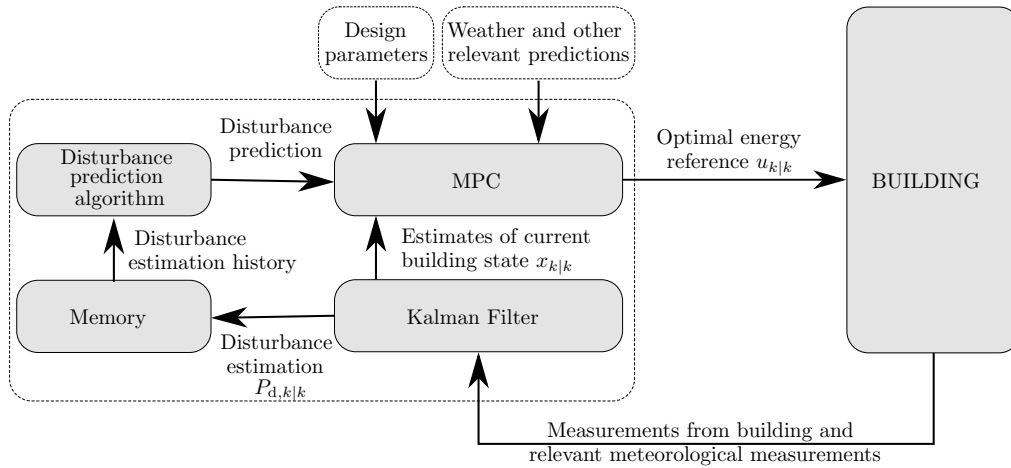 Design
parameters
Weather and other
relevant predictions
Disturbance
prediction
Disturbance
prediction
algorithm
MPC
Optimal energy
reference u_{k|k}
BUILDING
Disturbance
estimation history
Estimates of current
building state x_{k|k}
Memory
Kalman Filter
Disturbance
estimation
P_{d,k|k}
Measurements from building and
relevant meteorological measurements